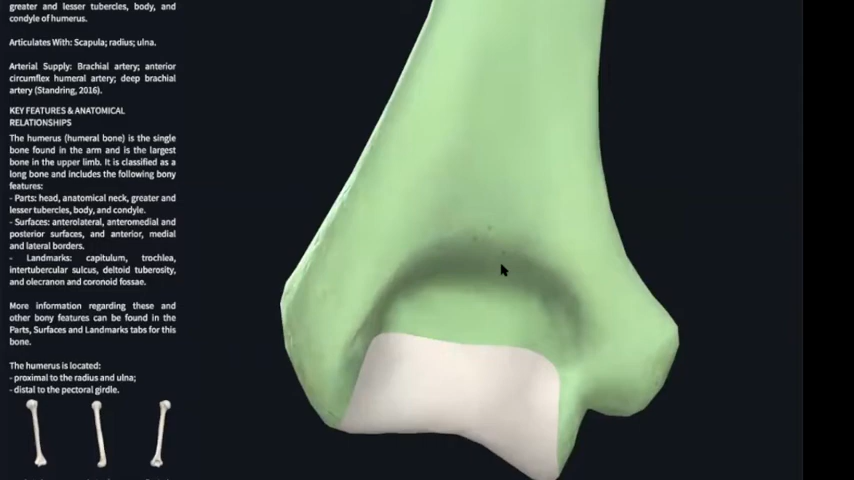 greater and lesser tubercles, body, and
condyle of humerus.
Articulates With: Scapula; radius; ulna.
Arterial Supply: Brachial artery; anterior
circumflex humeral artery; deep brachial
artery (Standring, 2016).
KEY FEATURES & ANATOMICAL
RELATIONSHIPS
The humerus (humeral bone) is the single
bone found in the arm and is the largest
bone in the upper limb. It is classified as a
long bone and includes the following bony
features:
- Parts: head, anatomical neck, greater and
lesser tubercles, body, and condyle.
- Surfaces: anterolateral, anteromedial and
posterior surfaces, and anterior, medial
and lateral borders.
- Landmarks: capitulum, trochlea,
intertubercular sulcus, deltoid tuberosity,
and olecranon and coronoid fossae.
More information regarding these and
other bony features can be found in the
Parts, Surfaces and Landmarks tabs for this
bone.
The humerus is located:
- proximal to the radius and ulna;
- distal to the pectoral girdle.